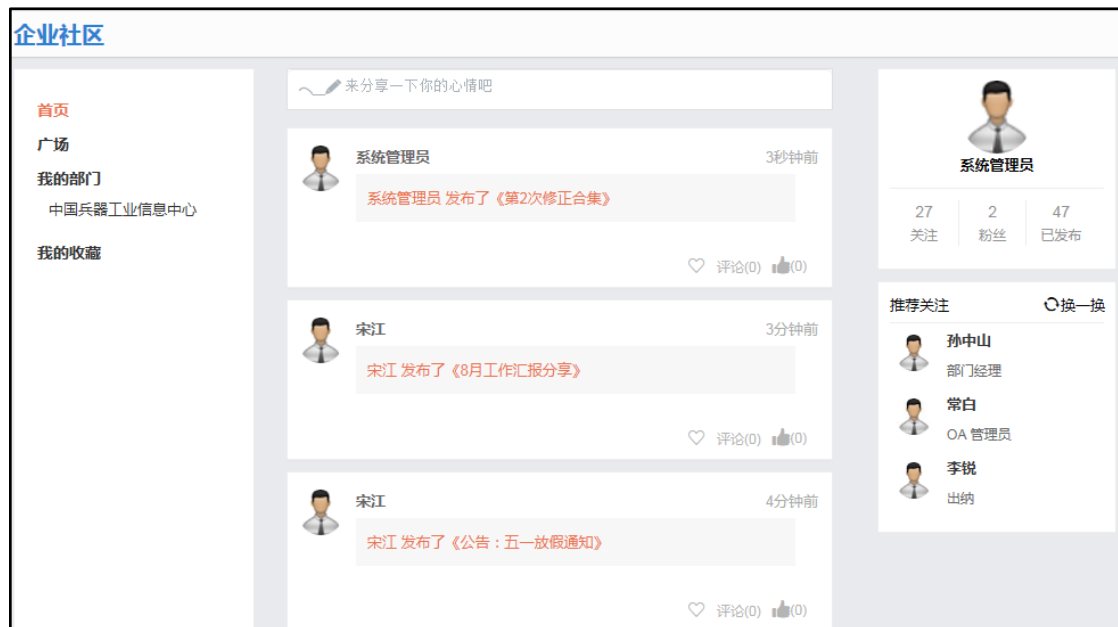 企业社区
首页
广场
我的部门
中国兵器工业信息中心
我的收藏
来分享一下你的心情吧
系统管理员 3秒钟前
系统管理员 发布了《第2次修正合集》
评论(0) (0)
宋江 3分钟前
宋江 发布了《8月工作汇报分享》
评论(0) (0)
宋江 4分钟前
宋江 发布了《公告：五一放假通知》
评论(0) (0)
系统管理员
27 2 47
关注 粉丝 已发布
推荐关注 换一换
孙中山
部门经理
常白
OA 管理员
李锐
出纳